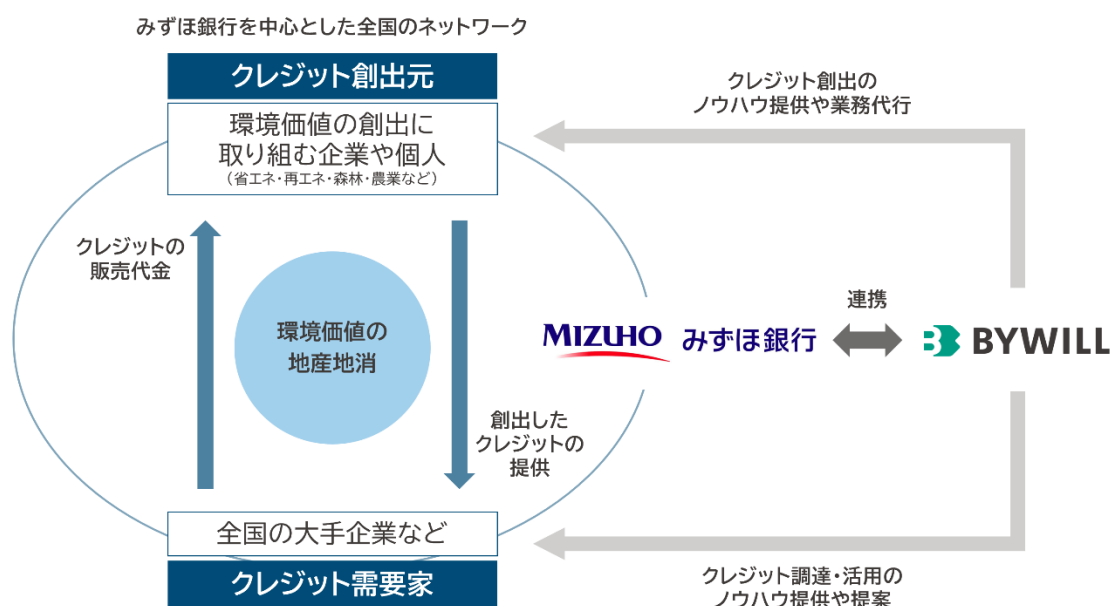 みずほ銀行を中心とした全国のネットワーク
クレジット創出元
環境価値の創出に
取り組む企業や個人
（省エネ・再エネ・森林・農業など）
クレジット創出の
ノウハウ提供や業務代行
クレジットの
販売代金
環境価値の
地産地消
創出した
クレジットの
提供
MIZUHO みずほ銀行
連携
BYWILL
全国の大手企業など
クレジット需要家
クレジット調達・活用の
ノウハウ提供や提案